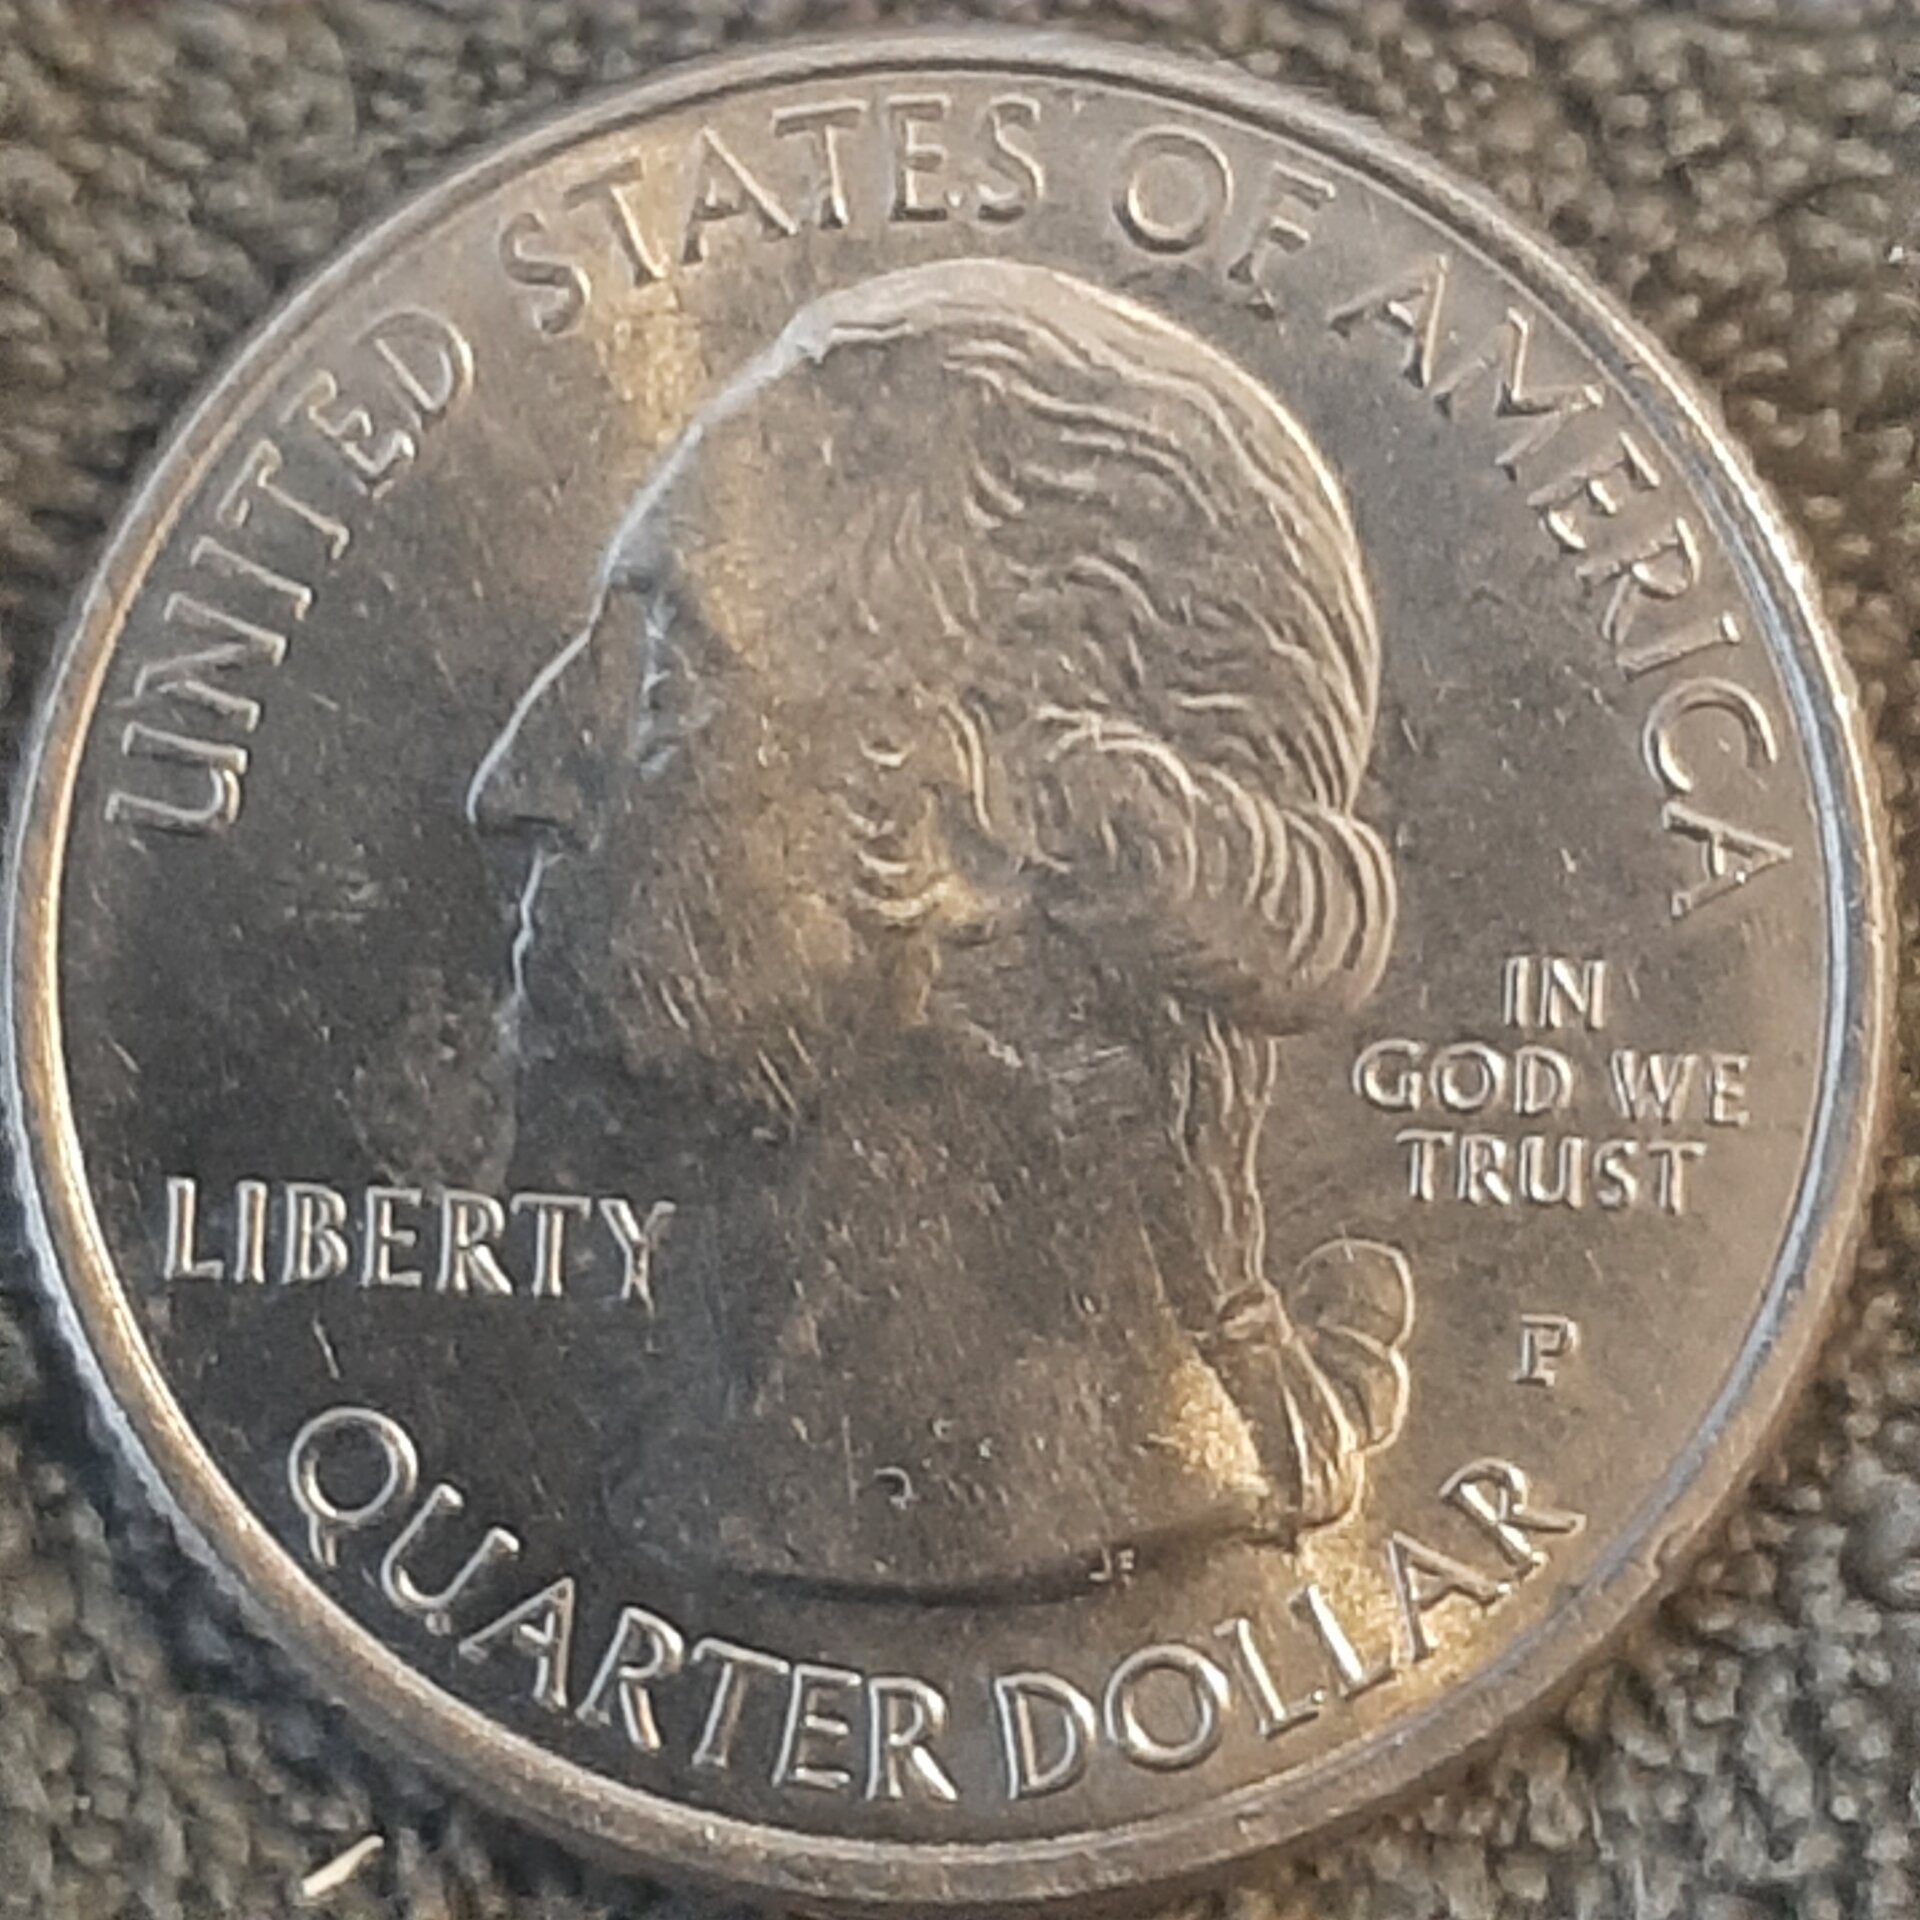 UNITED STATES OF AMERICA
IN
GOD WE
TRUST
LIBERTY
P
QUARTER DOLLAR